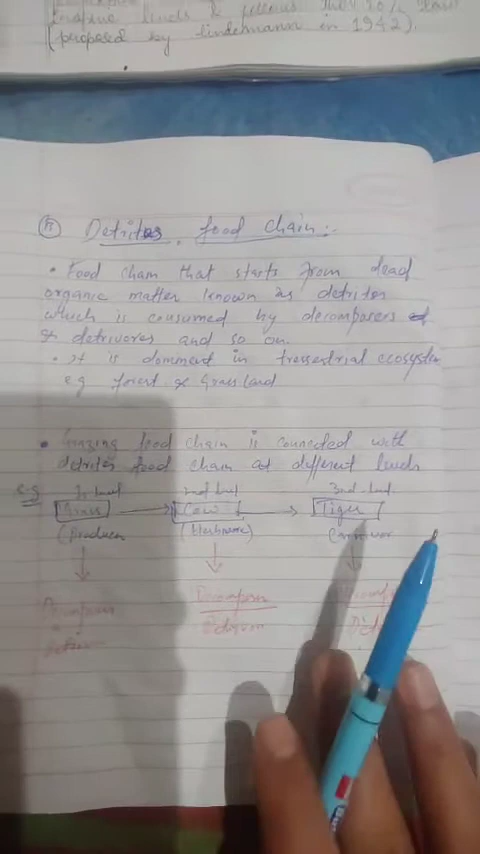 (proposed by lindemann in 1942).
Detritus food chain :-
• Food chain that starts from dead
organic matter known as detritus
which is consumed by decomposers
& detrivores and so on.
• It is dominent in terrestrial ecosystem
eg forest & Grassland
• Grazing food chain is connected with
detritus food chain at different levels
e.g 1st level 2nd level 3rd level
Grass Cow Tiger
(Producer (Herbivore) Carnivore
Decomposer Decomposer